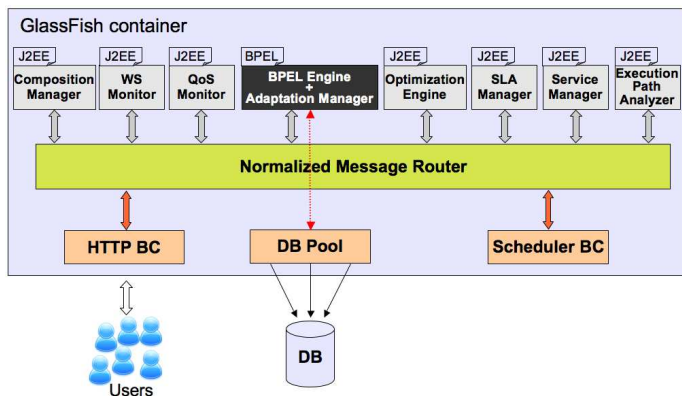 GlassFish container
J2EE
J2EE
J2EE
BPEL
J2EE
J2EE
J2EE
J2EE
Composition
Manager
WS
Monitor
QoS
Monitor
BPEL Engine
+
Adaptation Manager
Optimization
Engine
SLA
Manager
Service
Manager
Execution
Path
Analyzer
Normalized Message Router
HTTP BC
DB Pool
Scheduler BC
DB
Users